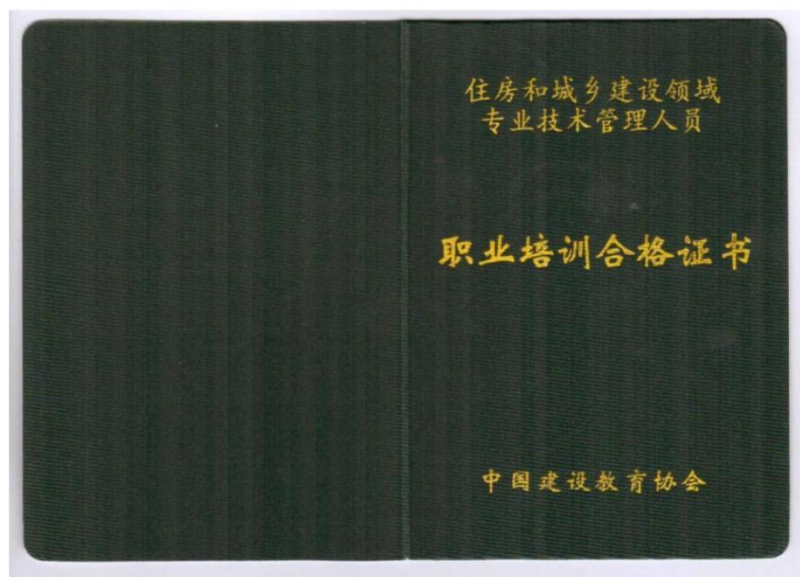 住房和城乡建设领域
专业技术管理人员
职业培训合格证书
中国建设教育协会